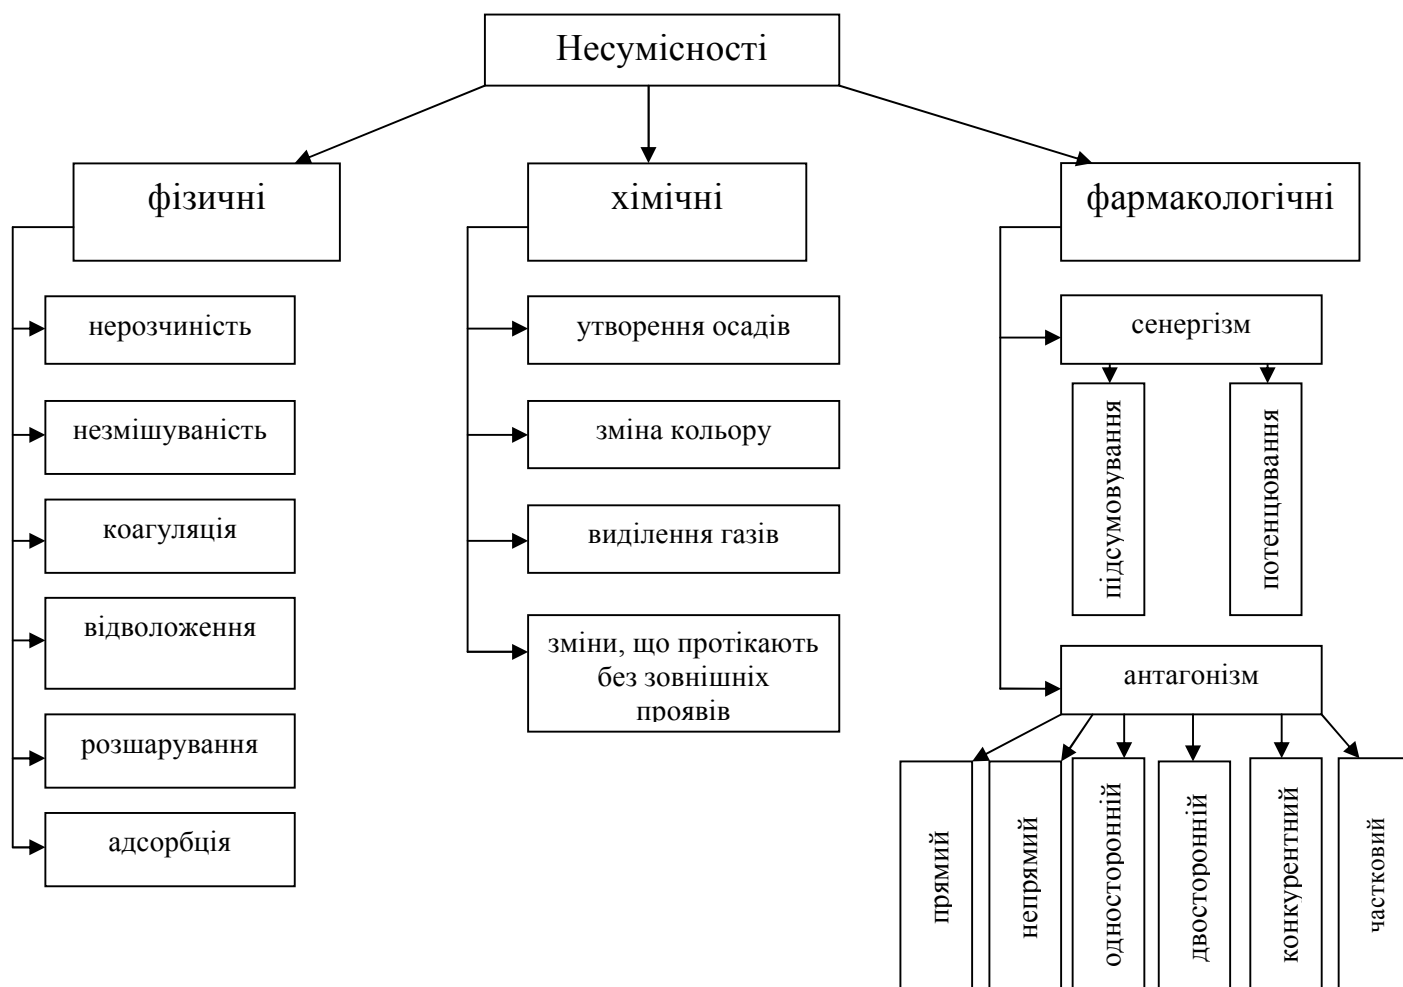 Несумісності
фізичні
нерозчиність
незмішуваність
коагуляція
відволоження
розшарування
адсорбція
хімічні
утворення осадів
зміна кольору
виділення газів
зміни, що протікають
без зовнішніх
проявів
фармакологічні
сенергізм
підсумовування
потенцювання
антагонізм
прямий
непрямий
односторонній
двосторонній
конкурентний
частковий